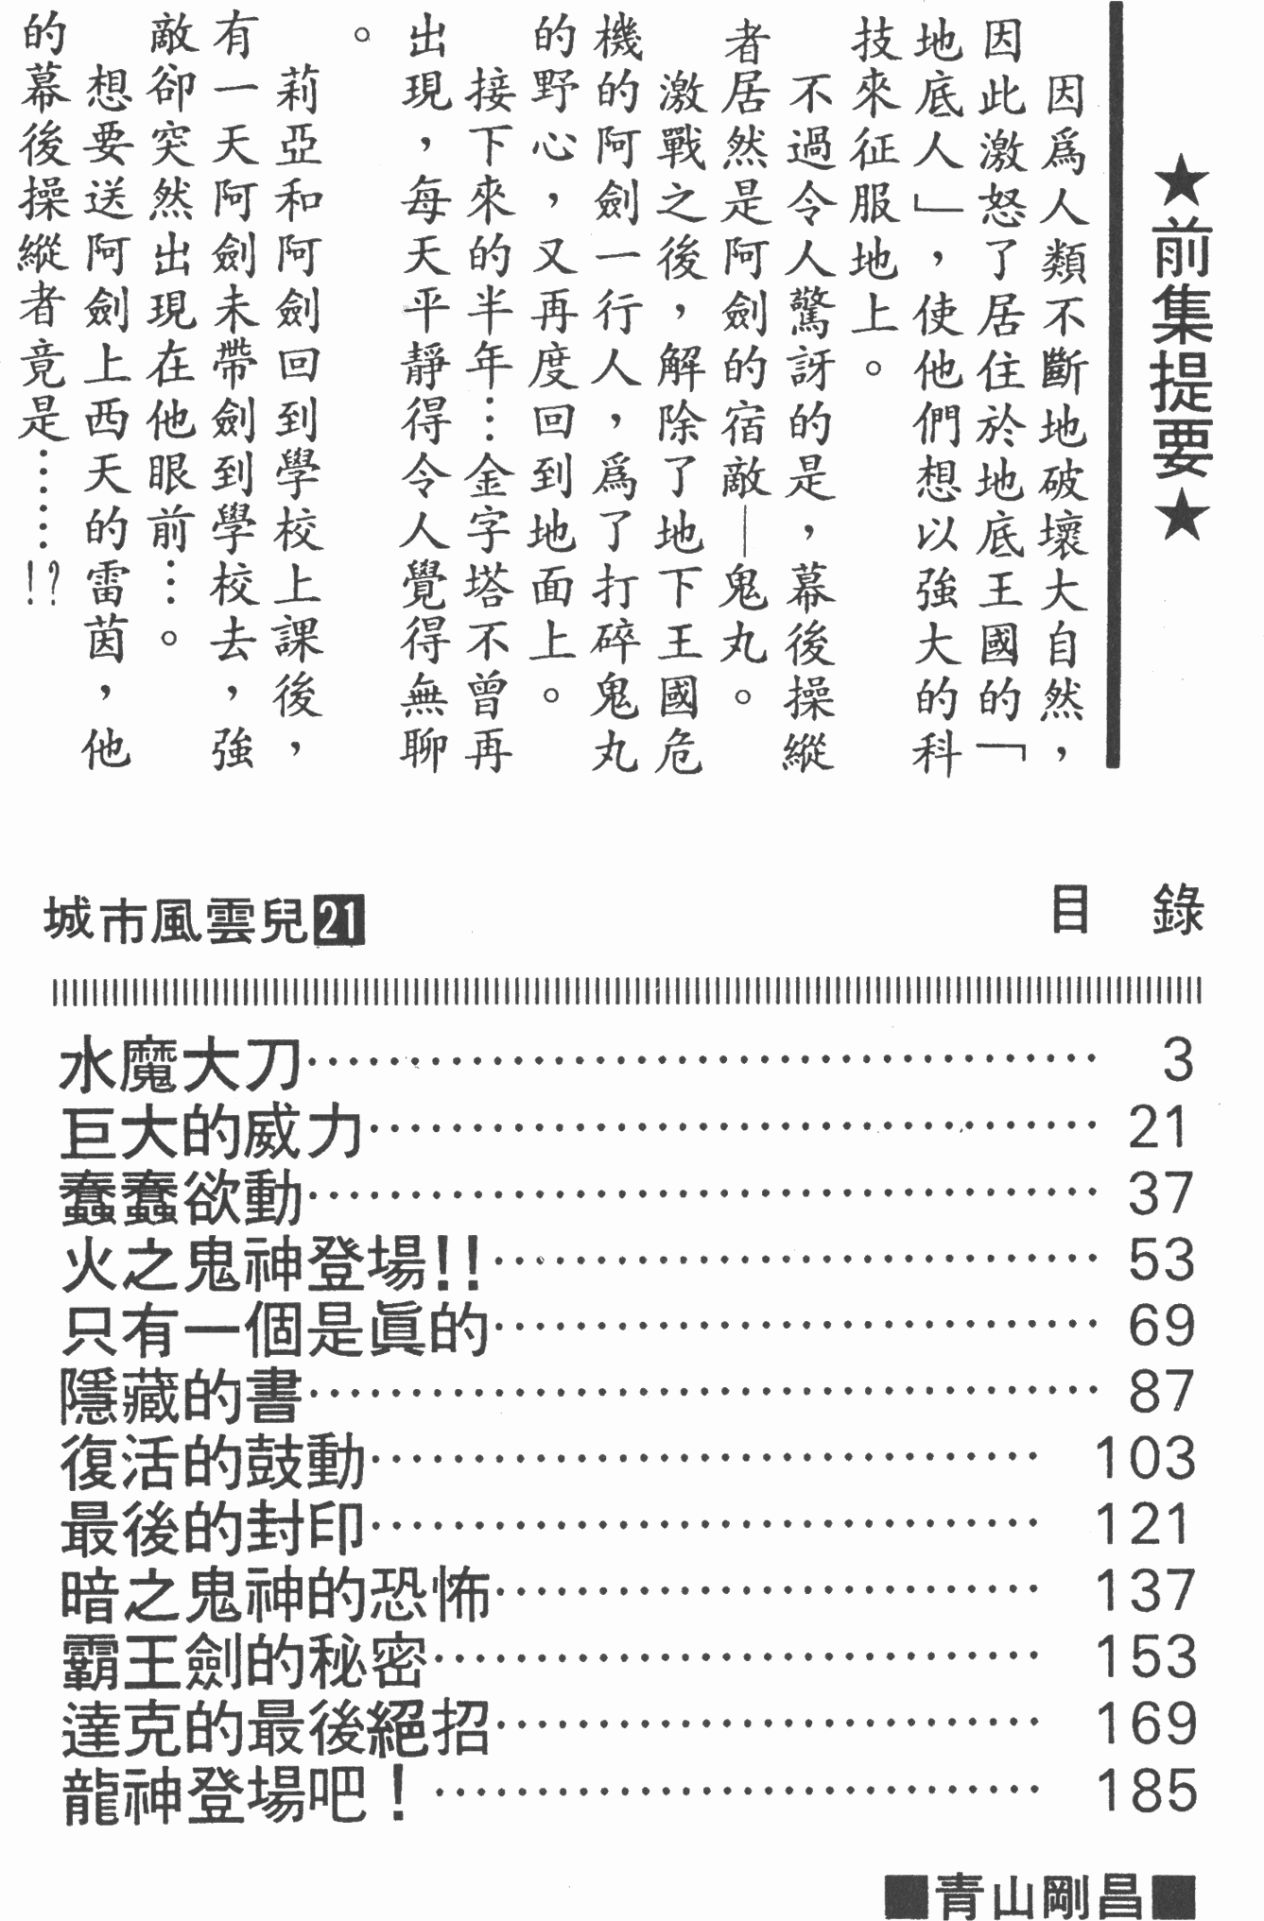 ★前集提要★
因爲人類不斷地破壞大自然，
因此激怒了居住於地底王國的「
地底人」，使他們想以強大的科
技來征服地上。
不過令人驚訝的是，幕後操縱
者居然是阿劍的宿敵—鬼丸。
激戰之後，解除了地下王國危
機的阿劍一行人，爲了打碎鬼丸
的野心，又再度回到地面上。
接下來的半年…金字塔不曾再
出現，每天平靜得令人覺得無聊
。
莉亞和阿劍回到學校上課後，
有一天阿劍未帶劍到學校去，強
敵卻突然出現在他眼前…。
想要送阿劍上西天的雷茵，他
的幕後操縱者竟是……!?
目　錄
城市風雲兒21
水魔大刀…………………………………… 3
巨大的威力………………………………… 21
蠢蠢欲動…………………………………… 37
火之鬼神登場!!…………………………… 53
只有一個是眞的…………………………… 69
隱藏的書…………………………………… 87
復活的鼓動……………………………… 103
最後的封印……………………………… 121
暗之鬼神的恐怖………………………… 137
霸王劍的秘密…………………………… 153
達克的最後絕招………………………… 169
龍神登場吧！…………………………… 185
■青山剛昌■